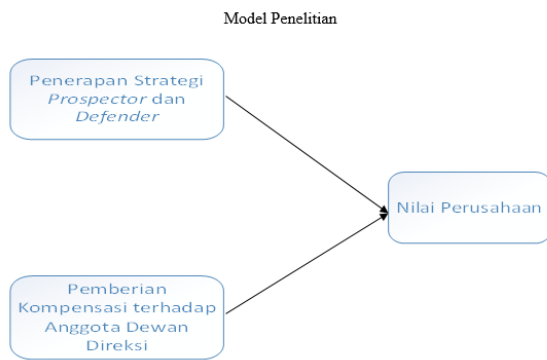 Model Penelitian
Penerapan Strategi
Prospector dan
Defender
Nilai Perusahaan
Pemberian
Kompensasi terhadap
Anggota Dewan
Direksi